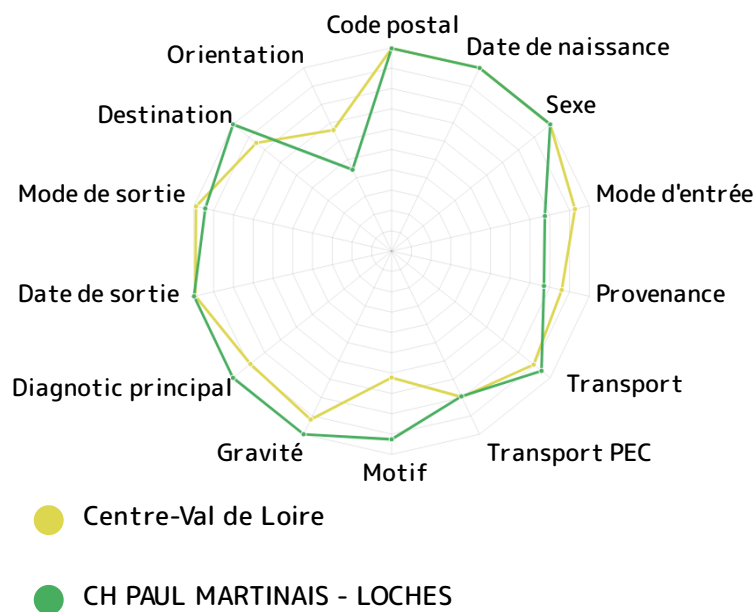 Code postal
Date de naissance
Orientation
Sexe
Destination
Mode d'entrée
Mode de sortie
Provenance
Date de sortie
Transport
Diagnotic principal
Transport PEC
Gravité
Motif
Centre-Val de Loire
CH PAUL MARTINAIS - LOCHES